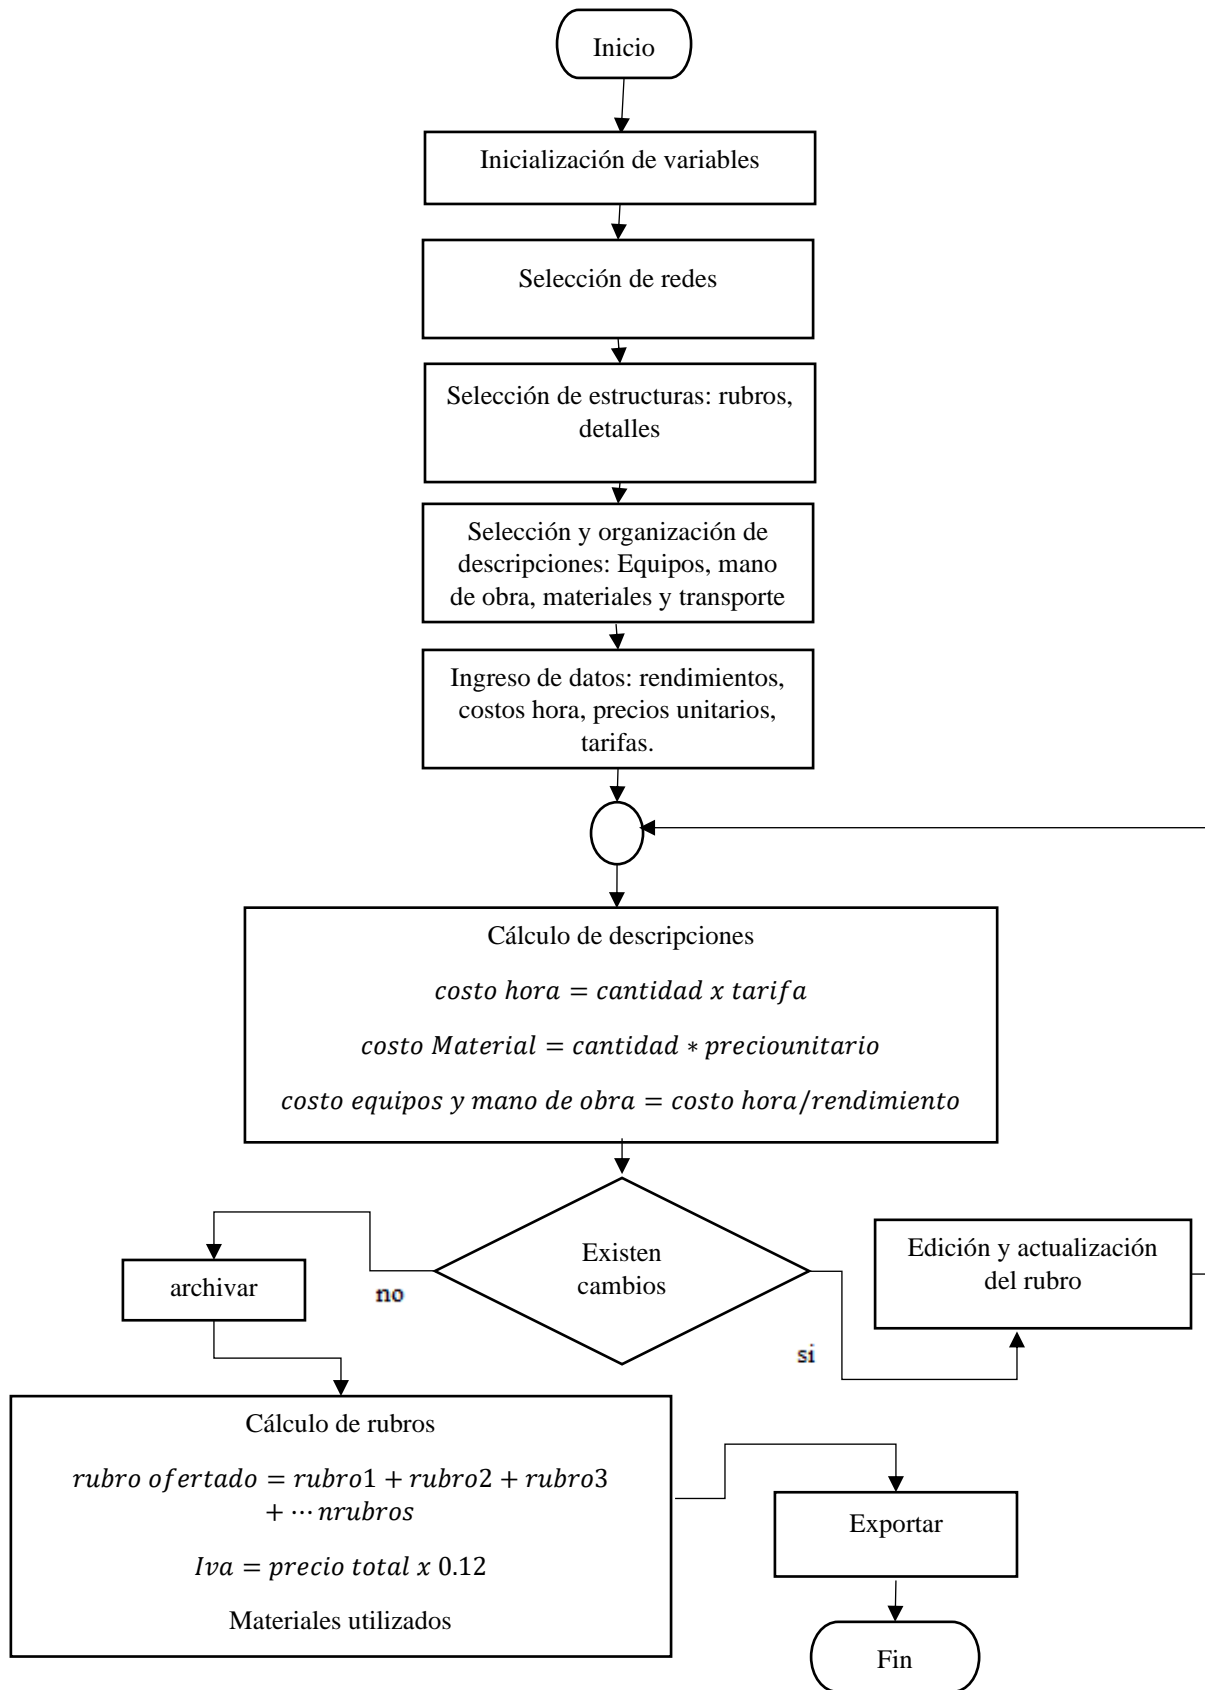 Inicio
Inicialización de variables
Selección de redes
Selección de estructuras: rubros,
detalles
Selección y organización de
descripciones: Equipos, mano
de obra, materiales y transporte
Ingreso de datos: rendimientos,
costos hora, precios unitarios,
tarifas.
Cálculo de descripciones
costo hora = cantidad x tarifa
costo Material = cantidad * preciounitario
costo equipos y mano de obra = costo hora/rendimiento
Existen
cambios
no
si
archivar
Edición y actualización
del rubro
Cálculo de rubros
rubro ofertado = rubro1 + rubro2 + rubro3
+ ⋯ nrubros
Iva = precio total x 0.12
Materiales utilizados
Exportar
Fin